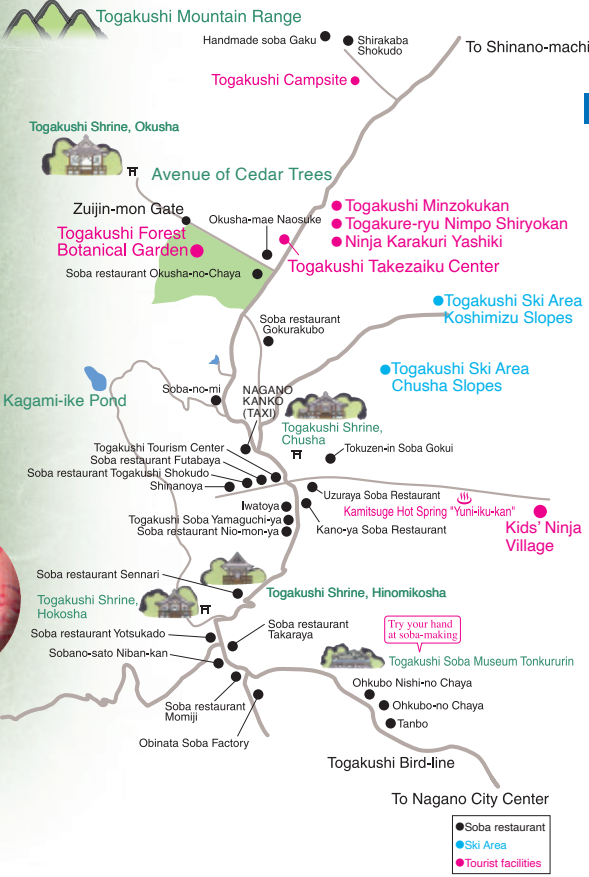 Togakushi Mountain Range
Handmade soba Gaku
Shirakaba
Shokudo
To Shinano-machi
Togakushi Campsite
Togakushi Shrine, Okusha
Avenue of Cedar Trees
Zuijin-mon Gate
Okusha-mae Naosuke
Togakushi Minzokukan
Togakure-ryu Nimpo Shiryokan
Ninja Karakuri Yashiki
Togakushi Forest
Botanical Garden
Togakushi Takezaiku Center
Soba restaurant Okusha-no-Chaya
Togakushi Ski Area
Koshimizu Slopes
Soba restaurant
Gokurakubo
Togakushi Ski Area
Chusha Slopes
Kagami-ike Pond
Soba-no-mi
NAGANO
KANKO
(TAXI)
Togakushi Shrine,
Chusha
Togakushi Tourism Center
Soba restaurant Futabaya
Soba restaurant Togakushi Shokudo
Shinanoya
Tokuzen-in Soba Gokui
Uzuraya Soba Restaurant
Kamitsuge Hot Spring "Yuni-iku-kan"
Iwatoya
Togakushi Soba Yamaguchi-ya
Soba restaurant Nio-mon-ya
Kano-ya Soba Restaurant
Kids' Ninja
Village
Soba restaurant Sennari
Togakushi Shrine,
Hokosha
Togakushi Shrine, Hinomikosha
Soba restaurant Yotsukado
Soba restaurant
Takaraya
Try your hand
at soba-making
Sobano-sato Niban-kan
Togakushi Soba Museum Tonkururin
Ohkubo Nishi-no Chaya
Ohkubo-no Chaya
Tanbo
Soba restaurant
Momiji
Obinata Soba Factory
Togakushi Bird-line
To Nagano City Center
Soba restaurant
Ski Area
Tourist facilities